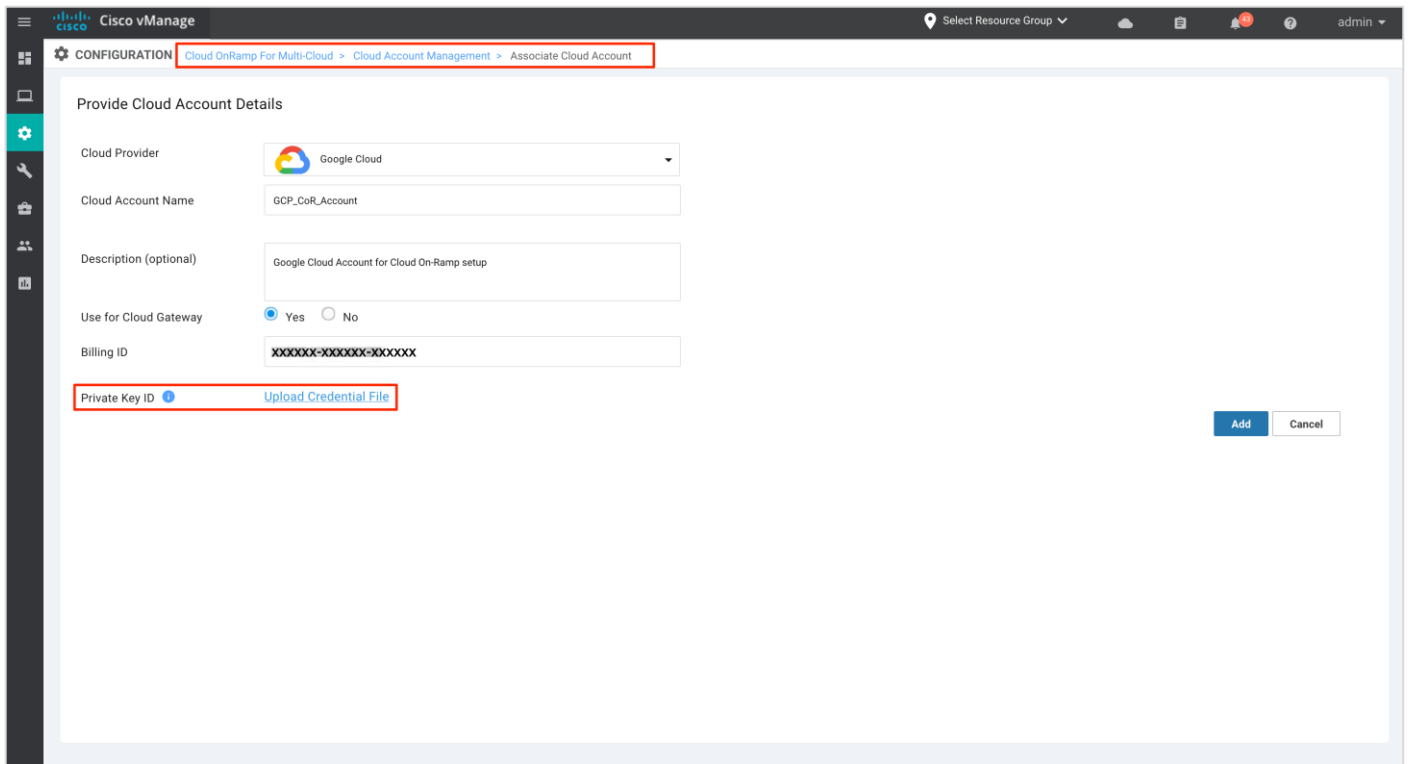 cisco Cisco vManage Select Resource Group 43 admin
CONFIGURATION Cloud OnRamp For Multi-Cloud > Cloud Account Management > Associate Cloud Account
Provide Cloud Account Details
Cloud Provider Google Cloud
Cloud Account Name GCP_CoR_Account
Description (optional) Google Cloud Account for Cloud On-Ramp setup
Use for Cloud Gateway Yes No
Billing ID XXXXXX-XXXXXX-XXXXXX
Private Key ID Upload Credential File
Add Cancel